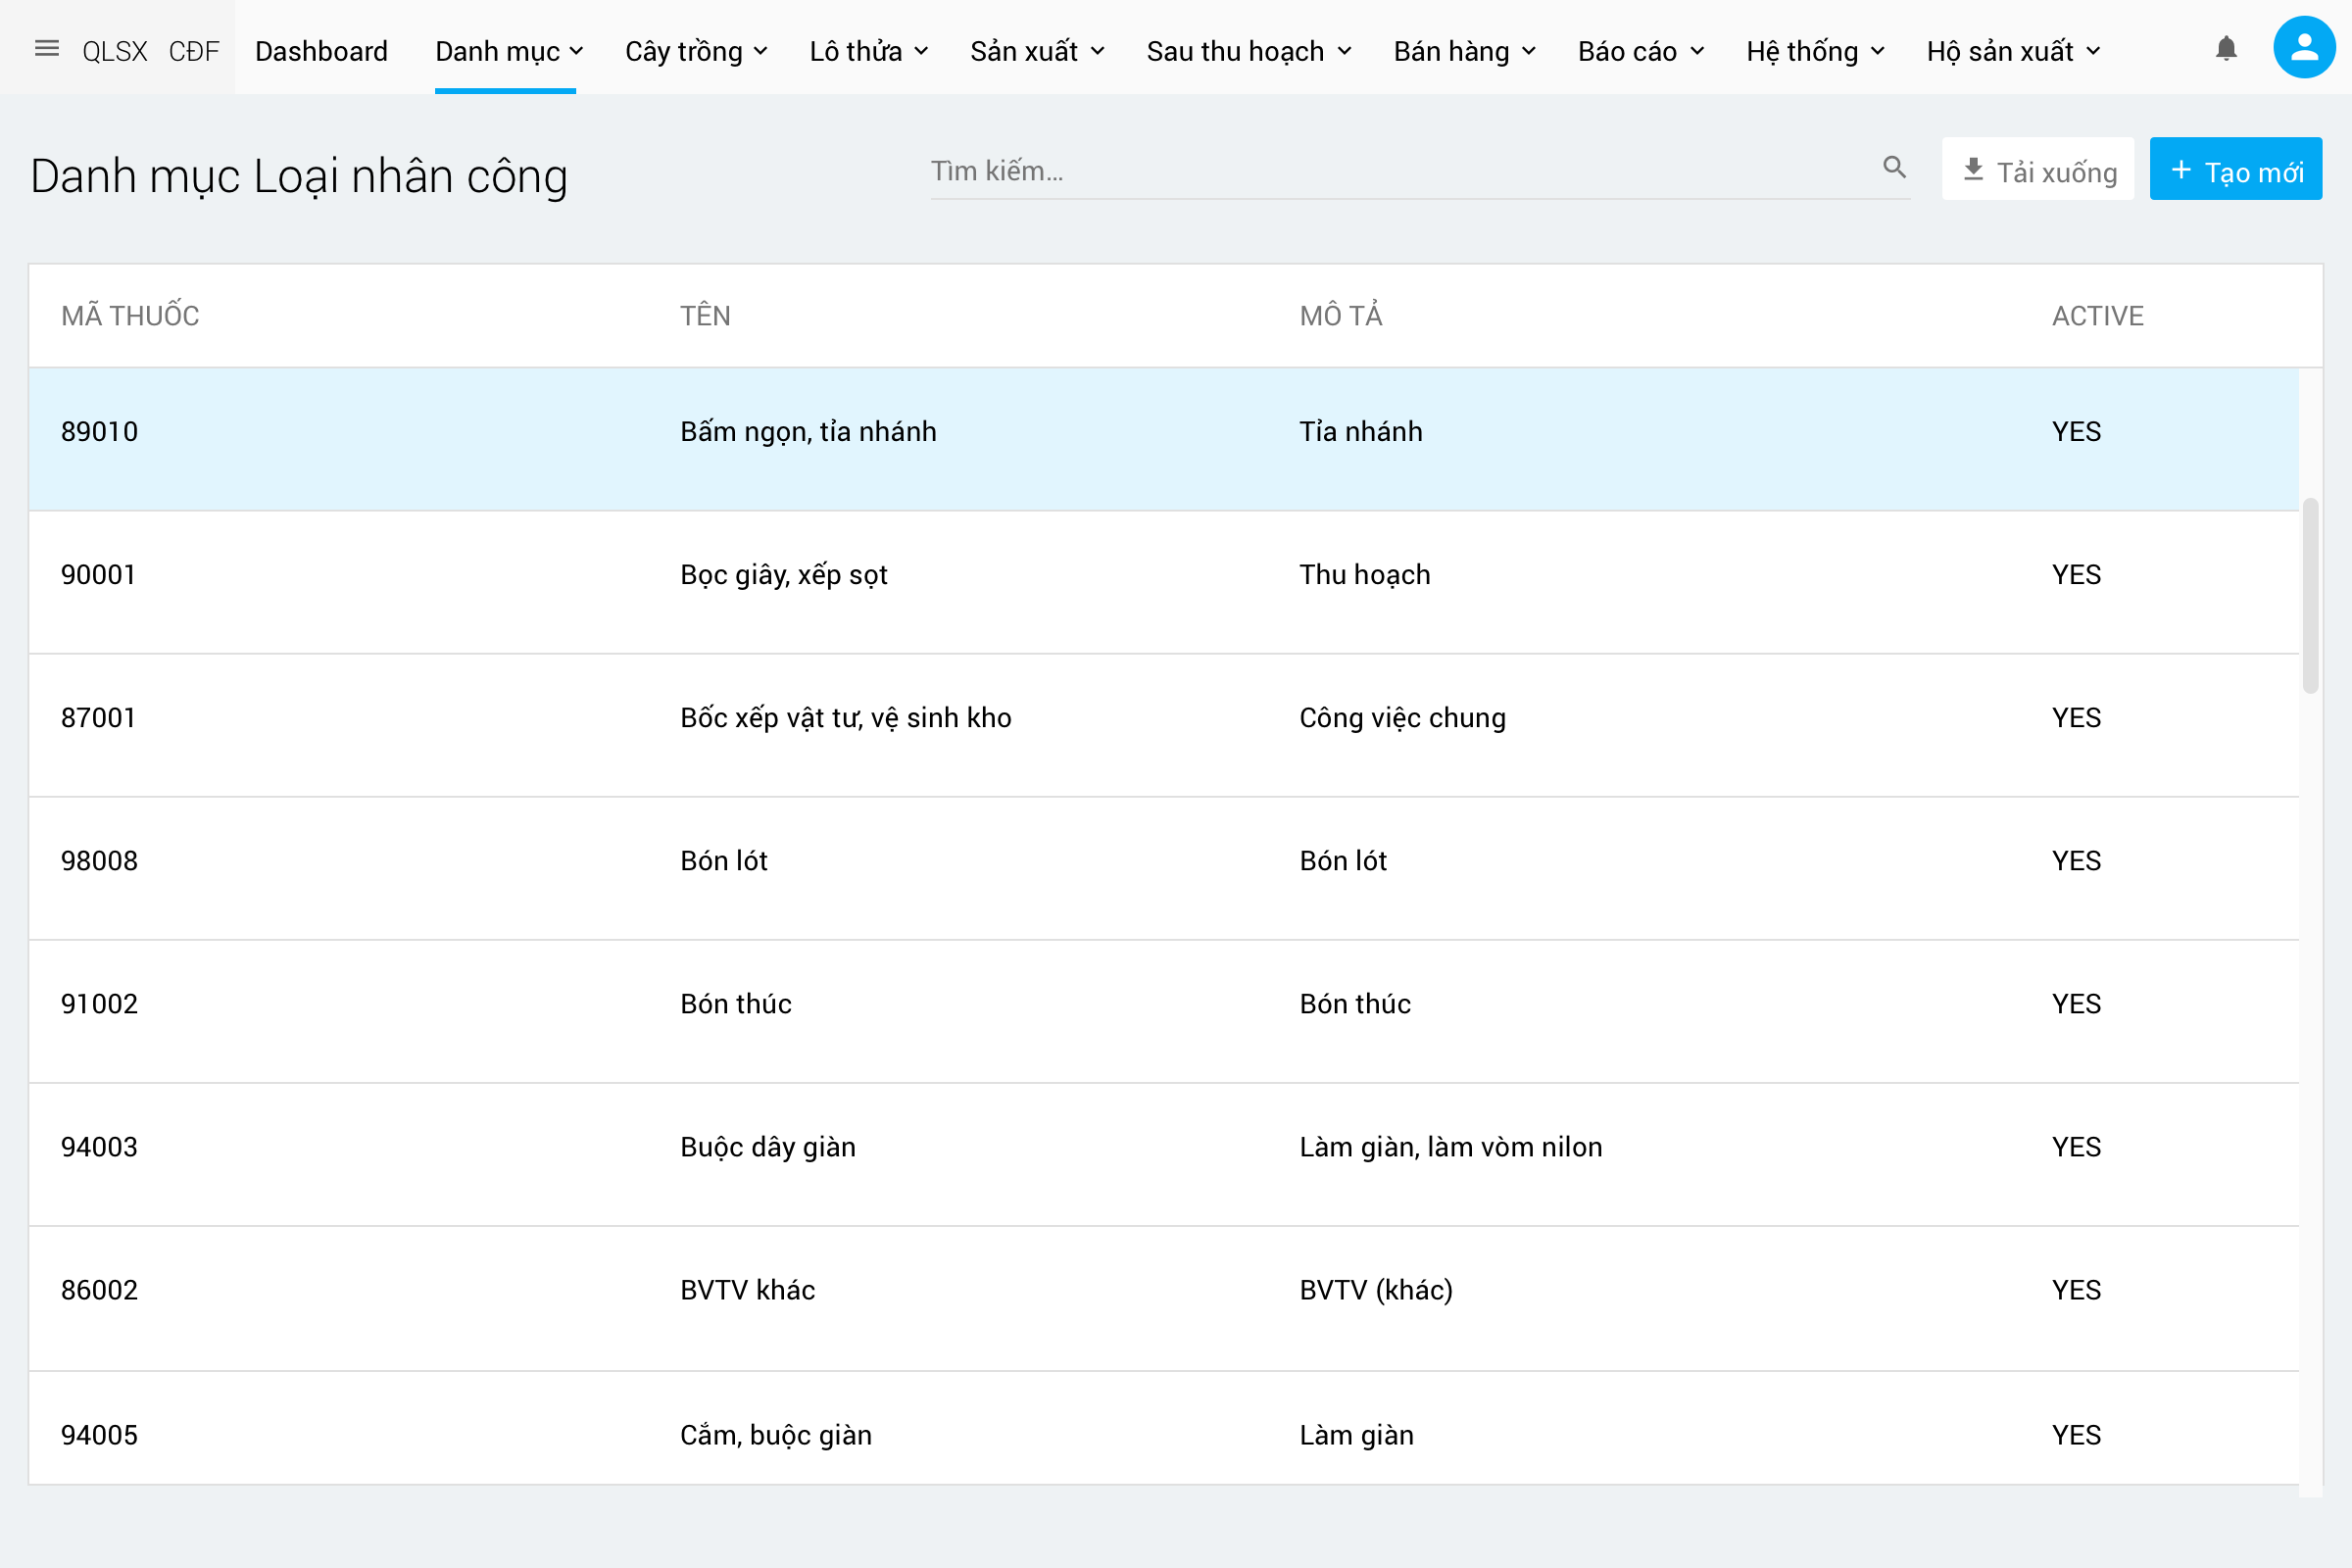 QLSX CĐF Dashboard Danh mục Cây trồng Lô thửa Sản xuất Sau thu hoạch Bán hàng Báo cáo Hệ thống Hộ sản xuất
Danh mục Loại nhân công Tìm kiếm... Tải xuống + Tạo mới
MÃ THUỐC TÊN MÔ TẢ ACTIVE
89010 Bấm ngọn, tỉa nhánh Tỉa nhánh YES
90001 Bọc giây, xếp sọt Thu hoạch YES
87001 Bốc xếp vật tư, vệ sinh kho Công việc chung YES
98008 Bón lót Bón lót YES
91002 Bón thúc Bón thúc YES
94003 Buộc dây giàn Làm giàn, làm vòm nilon YES
86002 BVTV khác BVTV (khác) YES
94005 Cắm, buộc giàn Làm giàn YES